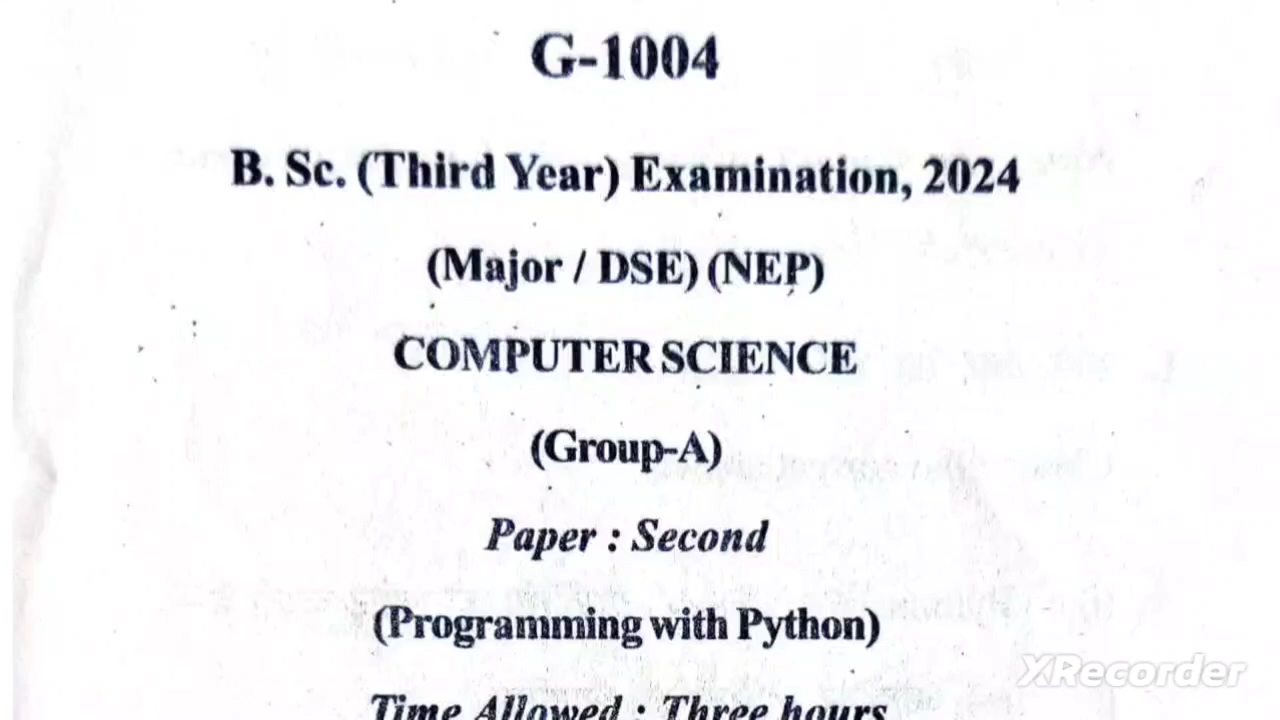 G-1004
B. Sc. (Third Year) Examination, 2024
(Major / DSE) (NEP)
COMPUTER SCIENCE
(Group-A)
Paper : Second
(Programming with Python)
XRecorder
Time Allowed : Three hours